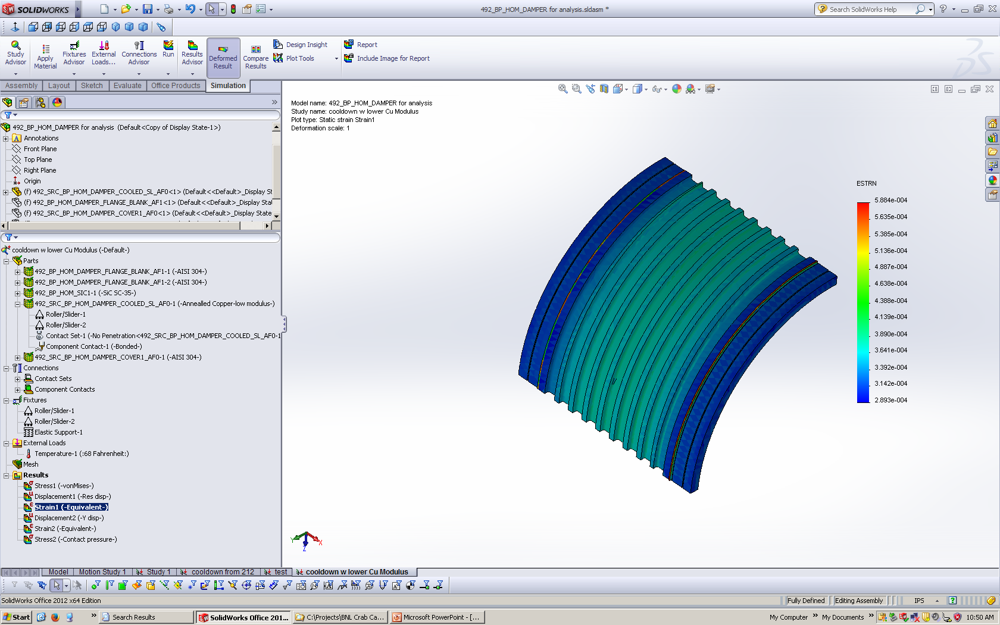 SOLIDWORKS
492_BP_HOM_DAMPER for analysis.sldasm *
Search SolidWorks Help
Study Advisor
Apply Material
Fixtures Advisor
External Loads...
Connections Advisor
Run
Results Advisor
Deformed Result
Compare Results
Design Insight
Plot Tools
Report
Include Image for Report
Assembly Layout Sketch Evaluate Office Products Simulation
492_BP_HOM_DAMPER for analysis (Default<Copy of Display State-1>)
Annotations
Front Plane
Top Plane
Right Plane
Origin
(f) 492_SRC_BP_HOM_DAMPER_COOLED_SL_AF0<1> (Default<<Default>_Display St
(f) 492_BP_HOM_DAMPER_FLANGE_BLANK_AF1<1> (Default<<Default>_Display Sta
(f) 492_SRC_BP_HOM_DAMPER_COVER1_AF0<1> (Default<<Default>_Display State
cooldown w lower Cu Modulus (-Default-)
Parts
492_BP_HOM_DAMPER_FLANGE_BLANK_AF1-1 (-AISI 304-)
492_BP_HOM_DAMPER_FLANGE_BLANK_AF1-2 (-AISI 304-)
492_BP_HOM_SIC1-1 (-SiC SC-35-)
492_SRC_BP_HOM_DAMPER_COOLED_SL_AF0-1 (-Annealled Copper-low modulus-)
Roller/Slider-1
Roller/Slider-2
Contact Set-1 (-No Penetration<492_SRC_BP_HOM_DAMPER_COOLED_SL_AF0-1
Component Contact-1 (-Bonded-)
492_SRC_BP_HOM_DAMPER_COVER1_AF0-1 (-AISI 304-)
Connections
Contact Sets
Component Contacts
Fixtures
Roller/Slider-1
Roller/Slider-2
Elastic Support-1
External Loads
Temperature-1 (:68 Fahrenheit:)
Mesh
Results
Stress1 (-vonMises-)
Displacement1 (-Res disp-)
Strain1 (-Equivalent-)
Displacement2 (-Y disp-)
Strain2 (-Equivalent-)
Stress2 (-Contact pressure-)
Model name: 492_BP_HOM_DAMPER for analysis
Study name: cooldown w lower Cu Modulus
Plot type: Static strain Strain1
Deformation scale: 1
ESTRN
5.884e-004
5.635e-004
5.385e-004
5.136e-004
4.887e-004
4.638e-004
4.388e-004
4.139e-004
3.890e-004
3.641e-004
3.392e-004
3.142e-004
2.893e-004
Y X
Z
Model Motion Study 1 Study 1 cooldown from 212 test cooldown w lower Cu Modulus
SolidWorks Office 2012 x64 Edition
Fully Defined Editing Assembly IPS
Start Search Results SolidWorks Office 201... C:\Projects\BNL Crab Ca... Microsoft PowerPoint - [... My Computer My Documents 10:50 AM